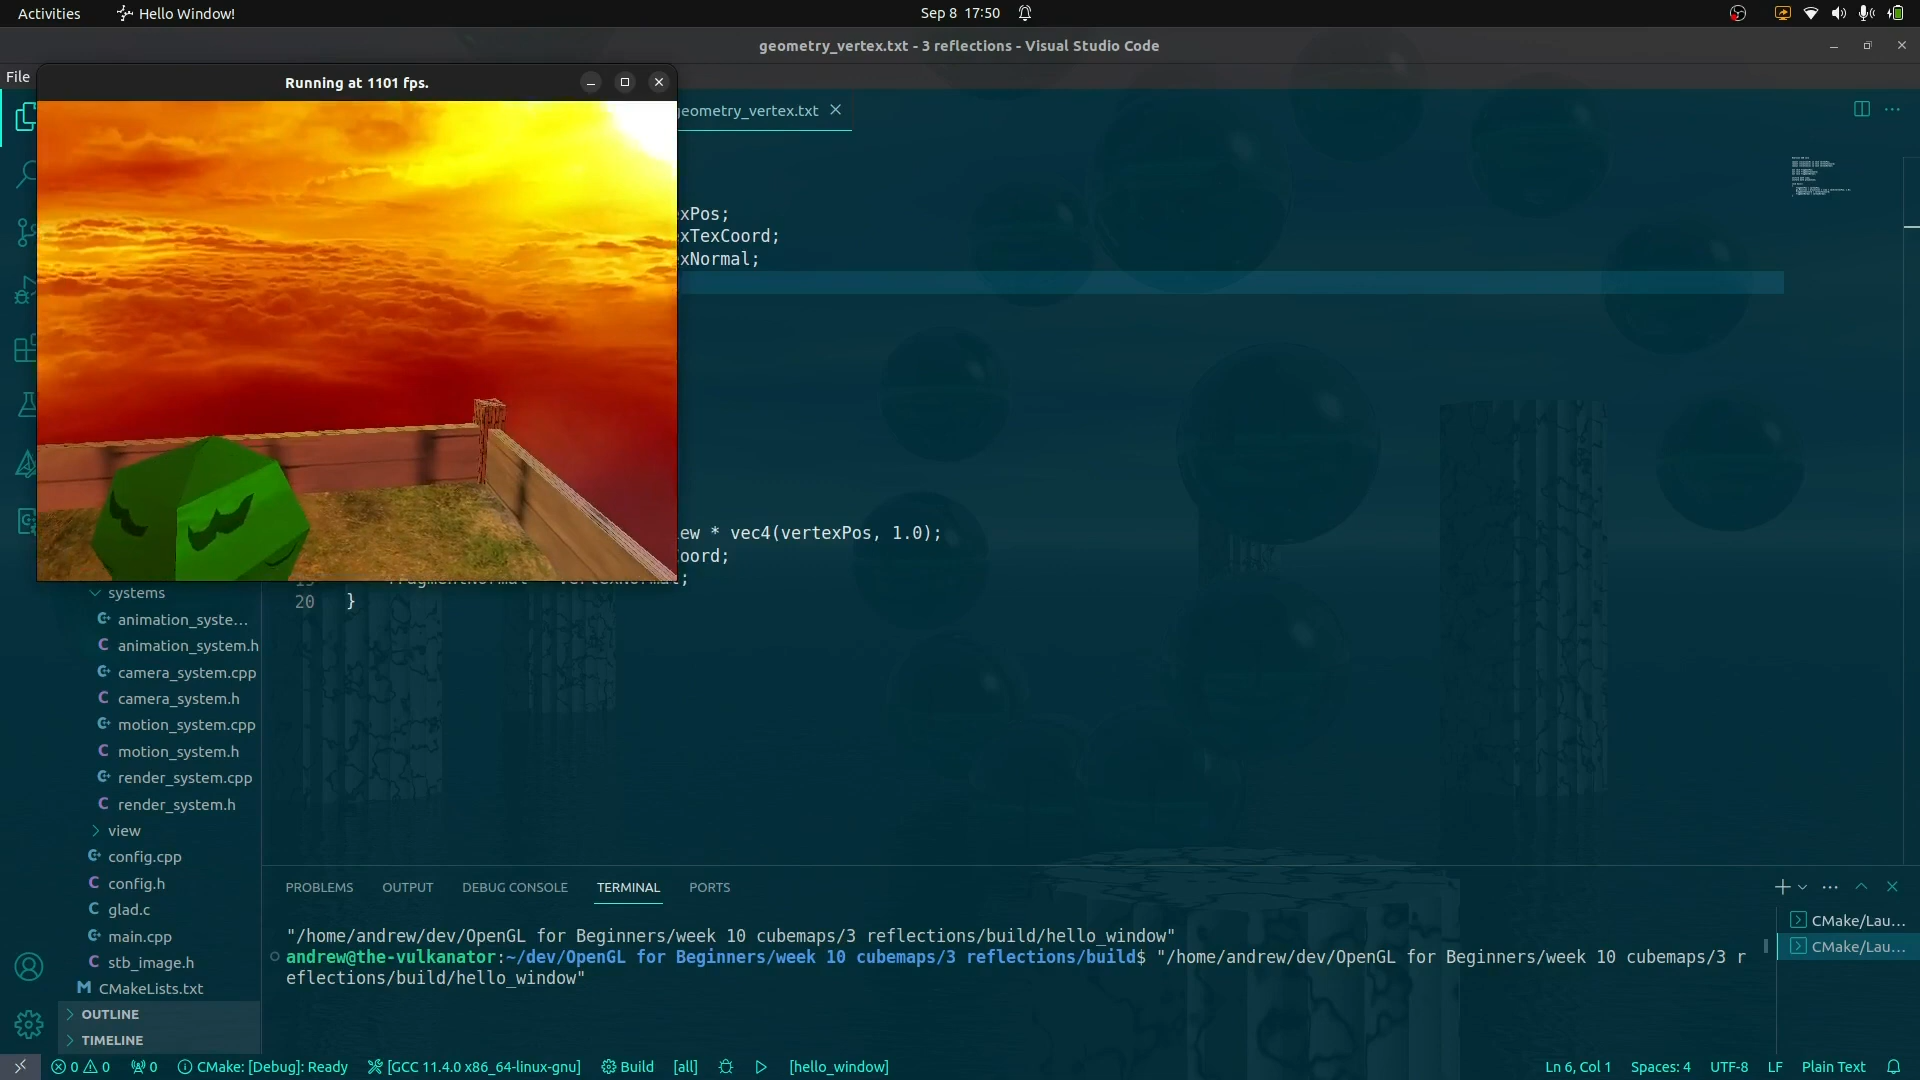 Activities
Hello Window!
Sep 8 17:50
geometry_vertex.txt - 3 reflections - Visual Studio Code
File
Running at 1101 fps.
geometry_vertex.txt
xPos;
xTexCoord;
xNormal;
ew * vec4(vertexPos, 1.0);
oord;
20 }
systems
animation_syste...
animation_system.h
camera_system.cpp
camera_system.h
motion_system.cpp
motion_system.h
render_system.cpp
render_system.h
view
config.cpp
config.h
glad.c
main.cpp
stb_image.h
CMakeLists.txt
OUTLINE
TIMELINE
PROBLEMS OUTPUT DEBUG CONSOLE TERMINAL PORTS
"/home/andrew/dev/OpenGL for Beginners/week 10 cubemaps/3 reflections/build/hello_window"
andrew@the-vulkanator:~/dev/OpenGL for Beginners/week 10 cubemaps/3 reflections/build$ "/home/andrew/dev/OpenGL for Beginners/week 10 cubemaps/3 r
eflections/build/hello_window"
CMake/Lau...
CMake/Lau...
0 0 0 CMake: [Debug]: Ready [GCC 11.4.0 x86_64-linux-gnu] Build [all] [hello_window]
Ln 6, Col 1 Spaces: 4 UTF-8 LF Plain Text